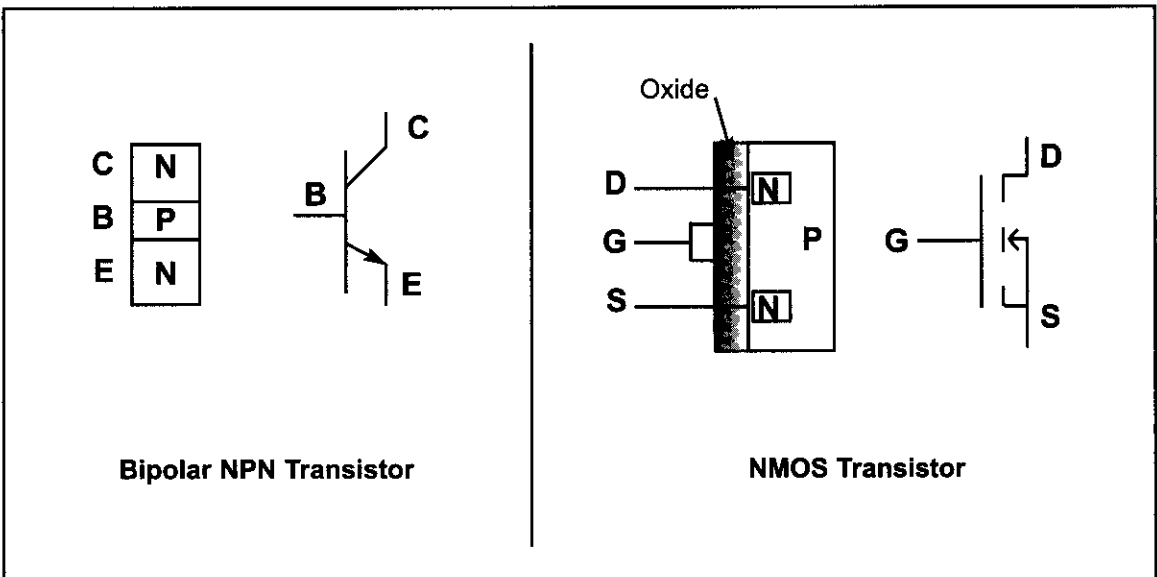 C N
B P
E N
B
C
E
Bipolar NPN Transistor
Oxide
D N
G P
S N
G
D
S
NMOS Transistor